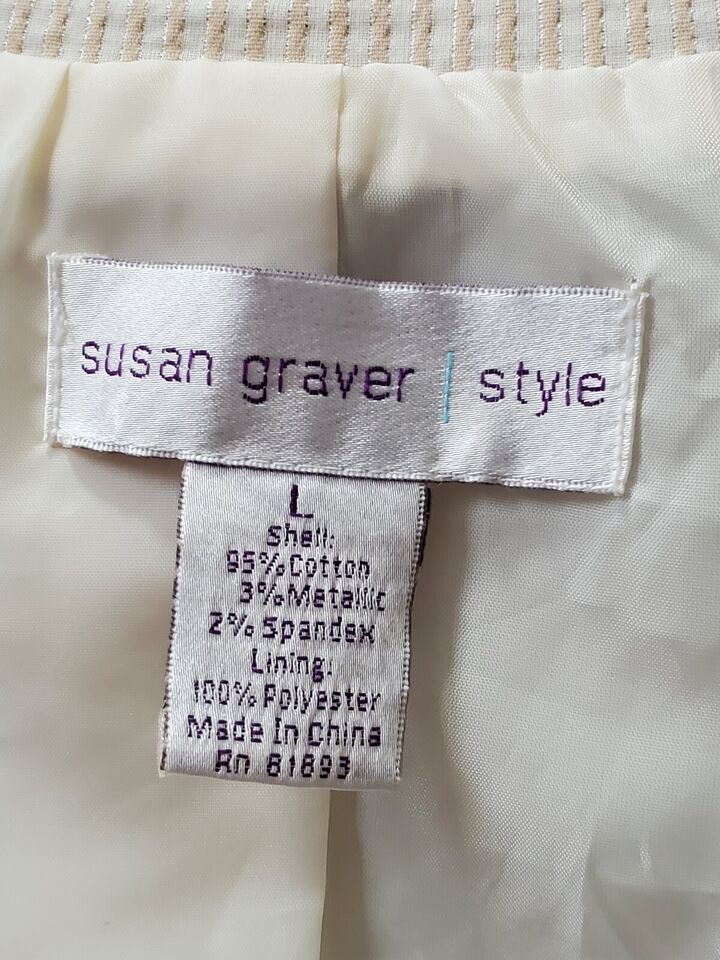 susan graver | style
L
Shell:
95% Cotton
3% Metallic
2% Spandex
Lining:
100% Polyester
Made In China
Rn 61893